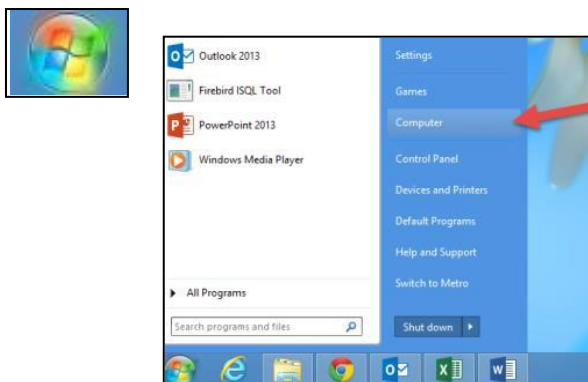 Outlook 2013
Firebird ISQL Tool
PowerPoint 2013
Windows Media Player
All Programs
Search programs and files
Settings
Games
Computer
Control Panel
Devices and Printers
Default Programs
Help and Support
Switch to Metro
Shut down